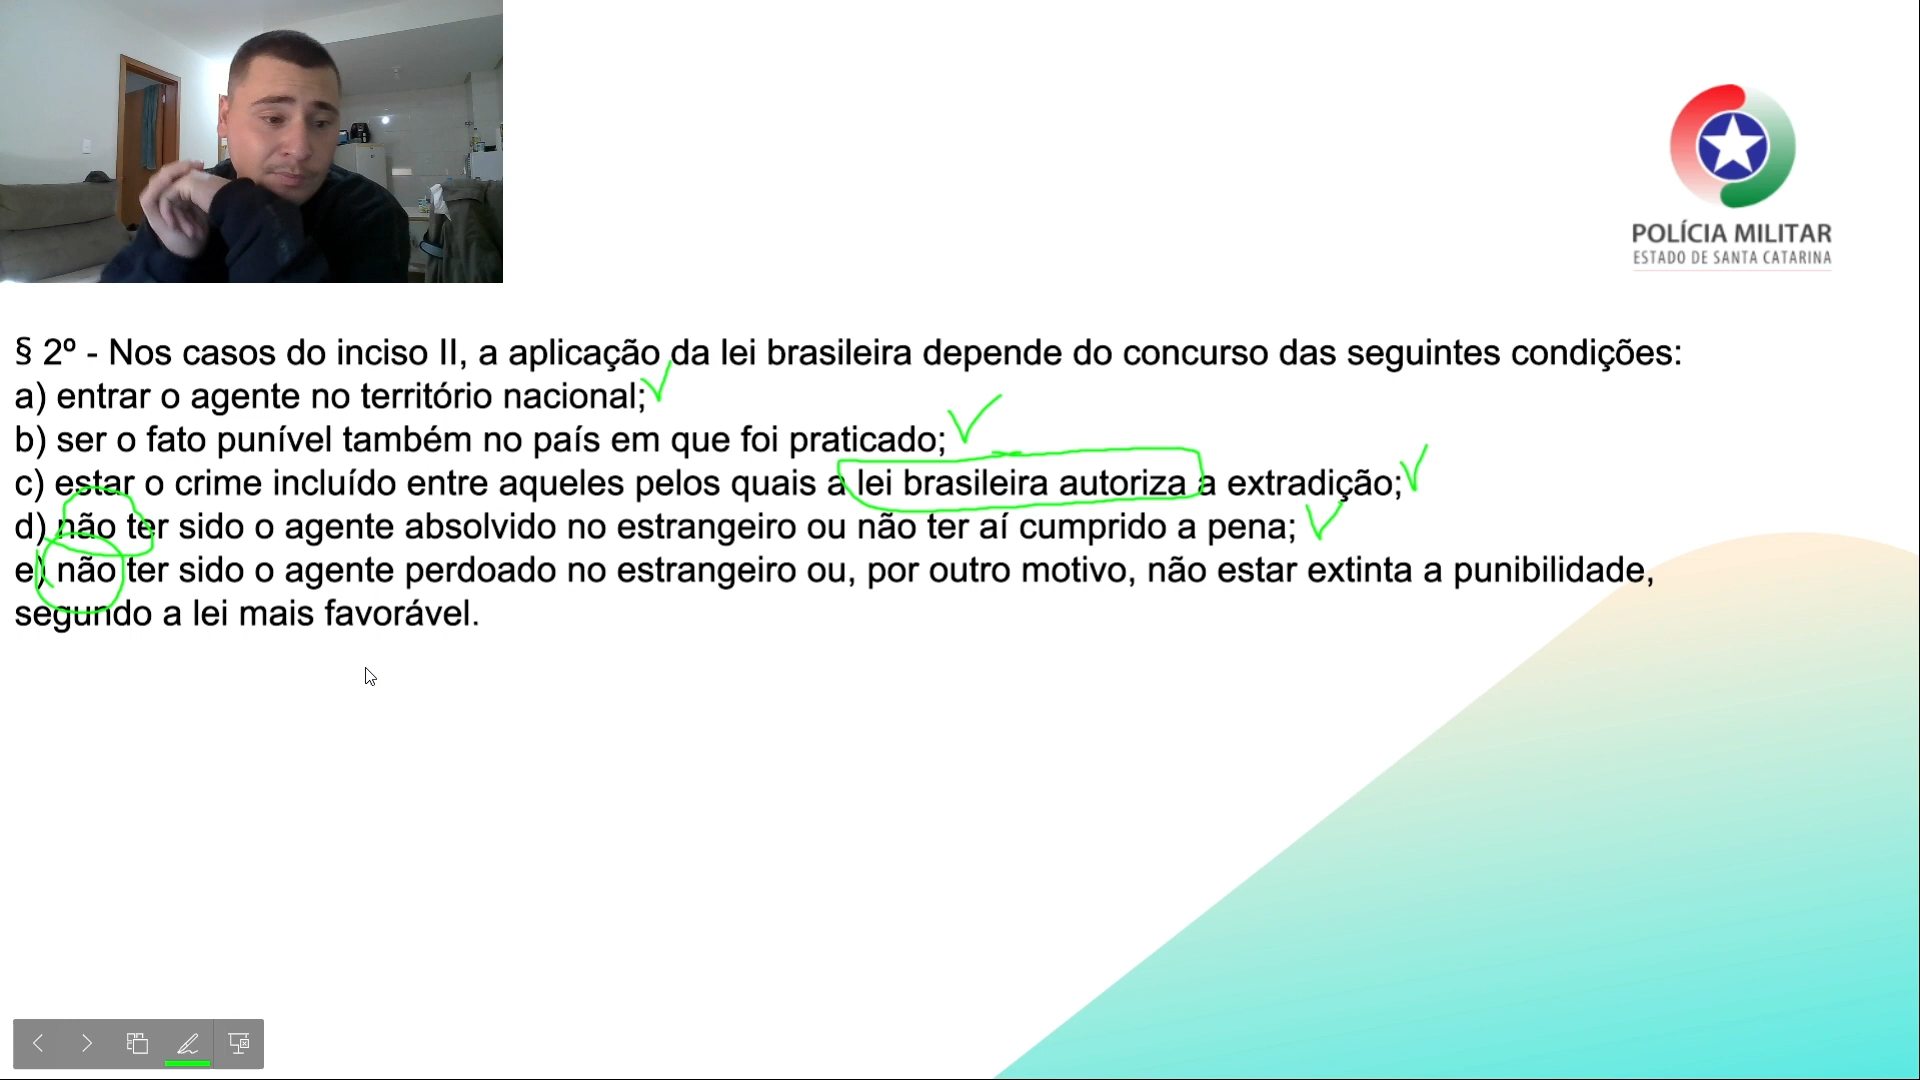 POLÍCIA MILITAR
ESTADO DE SANTA CATARINA
§ 2º - Nos casos do inciso II, a aplicação da lei brasileira depende do concurso das seguintes condições:
a) entrar o agente no território nacional;
b) ser o fato punível também no país em que foi praticado;
c) estar o crime incluído entre aqueles pelos quais a lei brasileira autoriza a extradição;
d) não ter sido o agente absolvido no estrangeiro ou não ter aí cumprido a pena;
e) não ter sido o agente perdoado no estrangeiro ou, por outro motivo, não estar extinta a punibilidade,
segundo a lei mais favorável.